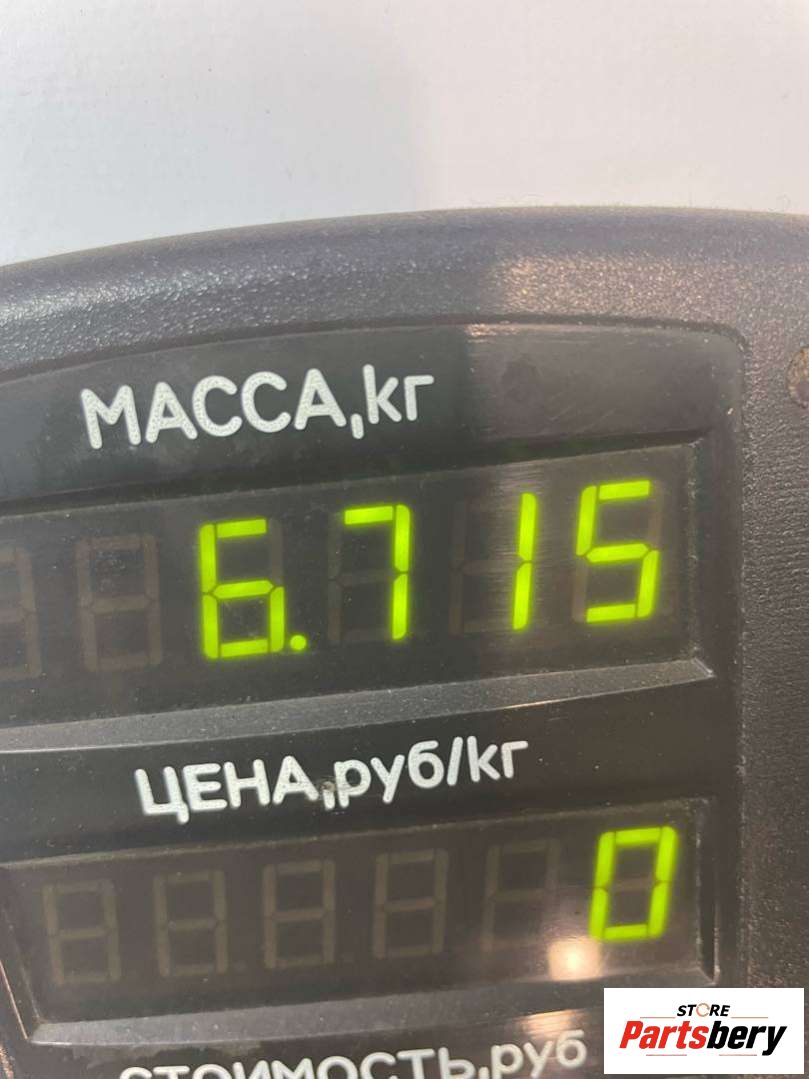 МАССА,кг
6.715
ЦЕНА,руб/кг
0
СТОИМОСТЬ,руб
STORE
Partsbery